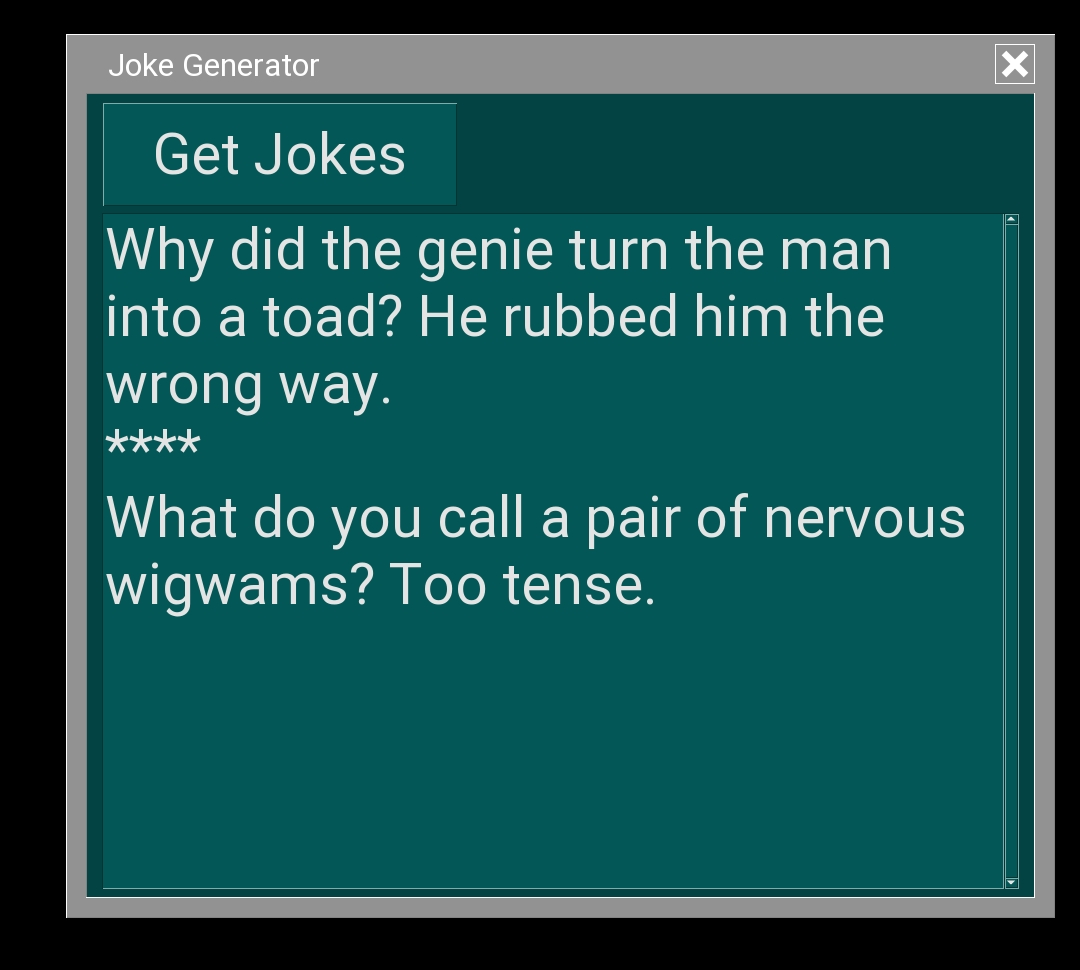 Joke Generator
Get Jokes
Why did the genie turn the man
into a toad? He rubbed him the
wrong way.
****
What do you call a pair of nervous
wigwams? Too tense.